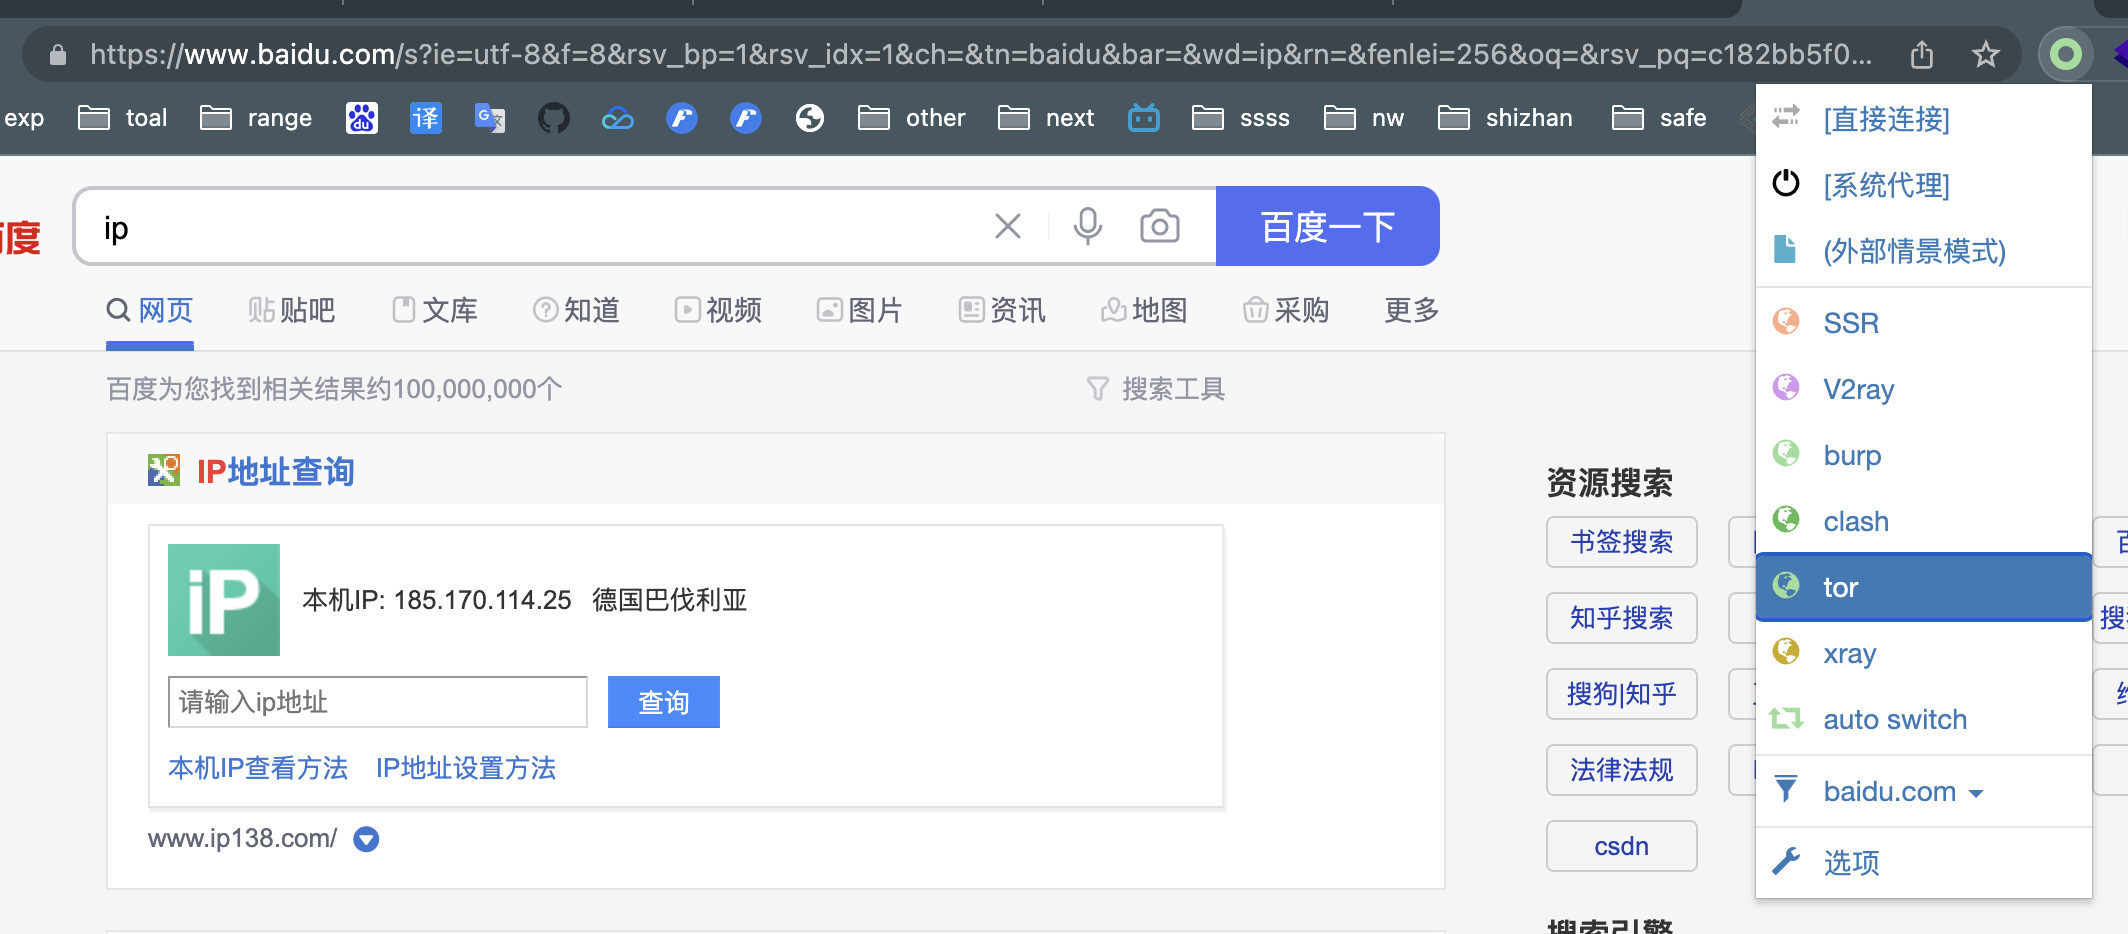 https://www.baidu.com/s?ie=utf-8&f=8&rsv_bp=1&rsv_idx=1&ch=&tn=baidu&bar=&wd=ip&rn=&fenlei=256&oq=&rsv_pq=c182bb5f0...
exp toal range 译 other next ssss nw shizhan safe
[直接连接]
[系统代理]
(外部情景模式)
SSR
V2ray
burp
clash
tor
xray
auto switch
baidu.com
选项
百度 ip 百度一下
网页 贴吧 文库 知道 视频 图片 资讯 地图 采购 更多
百度为您找到相关结果约100,000,000个 搜索工具
IP地址查询
iP 本机IP: 185.170.114.25 德国巴伐利亚
请输入ip地址 查询
本机IP查看方法 IP地址设置方法
www.ip138.com/
资源搜索
书签搜索
知乎搜索
搜狗|知乎
法律法规
csdn
搜索引擎